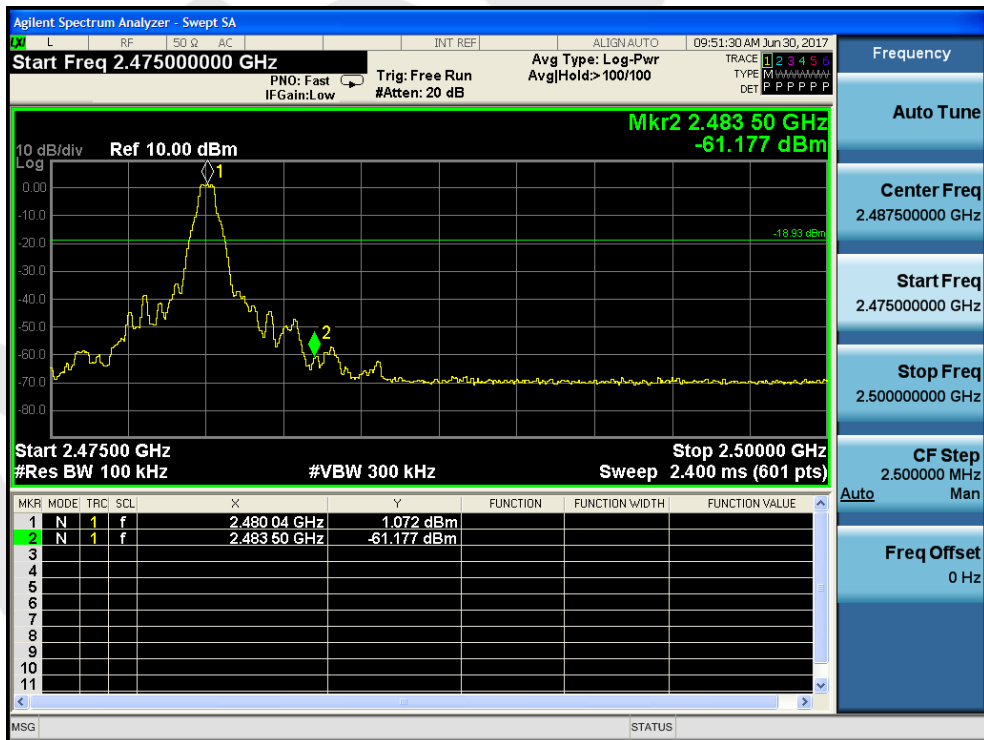 Agilent Spectrum Analyzer - Swept SA
LXI L RF 50 Ω AC INT REF ALIGN AUTO 09:51:30 AM Jun 30, 2017
Start Freq 2.475000000 GHz
PNO: Fast
IFGain:Low
Trig: Free Run
#Atten: 20 dB
Avg Type: Log-Pwr
Avg|Hold:>100/100
TRACE 1 2 3 4 5 6
TYPE M WWWWW
DET P P P P P P
Mkr2 2.483 50 GHz
-61.177 dBm
10 dB/div Ref 10.00 dBm
Log
1
0.00
-10.0
-18.93 dBm
-20.0
-30.0
-40.0
-50.0
2
-60.0
-70.0
-80.0
Start 2.47500 GHz Stop 2.50000 GHz
#Res BW 100 kHz #VBW 300 kHz Sweep 2.400 ms (601 pts)
MKR MODE TRC SCL X Y FUNCTION FUNCTION WIDTH FUNCTION VALUE
1 N 1 f 2.480 04 GHz 1.072 dBm
2 N 1 f 2.483 50 GHz -61.177 dBm
3
4
5
6
7
8
9
10
11
MSG STATUS
Frequency
Auto Tune
Center Freq
2.487500000 GHz
Start Freq
2.475000000 GHz
Stop Freq
2.500000000 GHz
CF Step
2.500000 MHz
Auto Man
Freq Offset
0 Hz